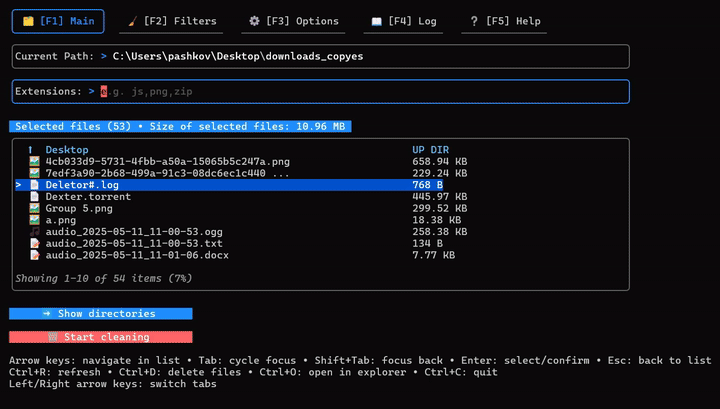 [F1] Main [F2] Filters [F3] Options [F4] Log [F5] Help
Current Path: > C:\Users\pashkov\Desktop\downloads_copyes
Extensions: > e.g. js,png,zip
Selected files (53) • Size of selected files: 10.96 MB
↑ Desktop UP DIR
4cb033d9-5731-4fbb-a50a-15065b5c247a.png 658.94 KB
7edf3a90-2b68-499a-91c3-08dc6ec1c440 ... 229.24 KB
> Deletor#.log 768 B
Dexter.torrent 445.97 KB
Group 5.png 299.52 KB
a.png 18.38 KB
audio_2025-05-11_11-00-53.ogg 258.38 KB
audio_2025-05-11_11-00-53.txt 134 B
audio_2025-05-11_11-01-06.docx 7.77 KB
Showing 1-10 of 54 items (7%)
➜ Show directories
Start cleaning
Arrow keys: navigate in list • Tab: cycle focus • Shift+Tab: focus back • Enter: select/confirm • Esc: back to list
Ctrl+R: refresh • Ctrl+D: delete files • Ctrl+O: open in explorer • Ctrl+C: quit
Left/Right arrow keys: switch tabs